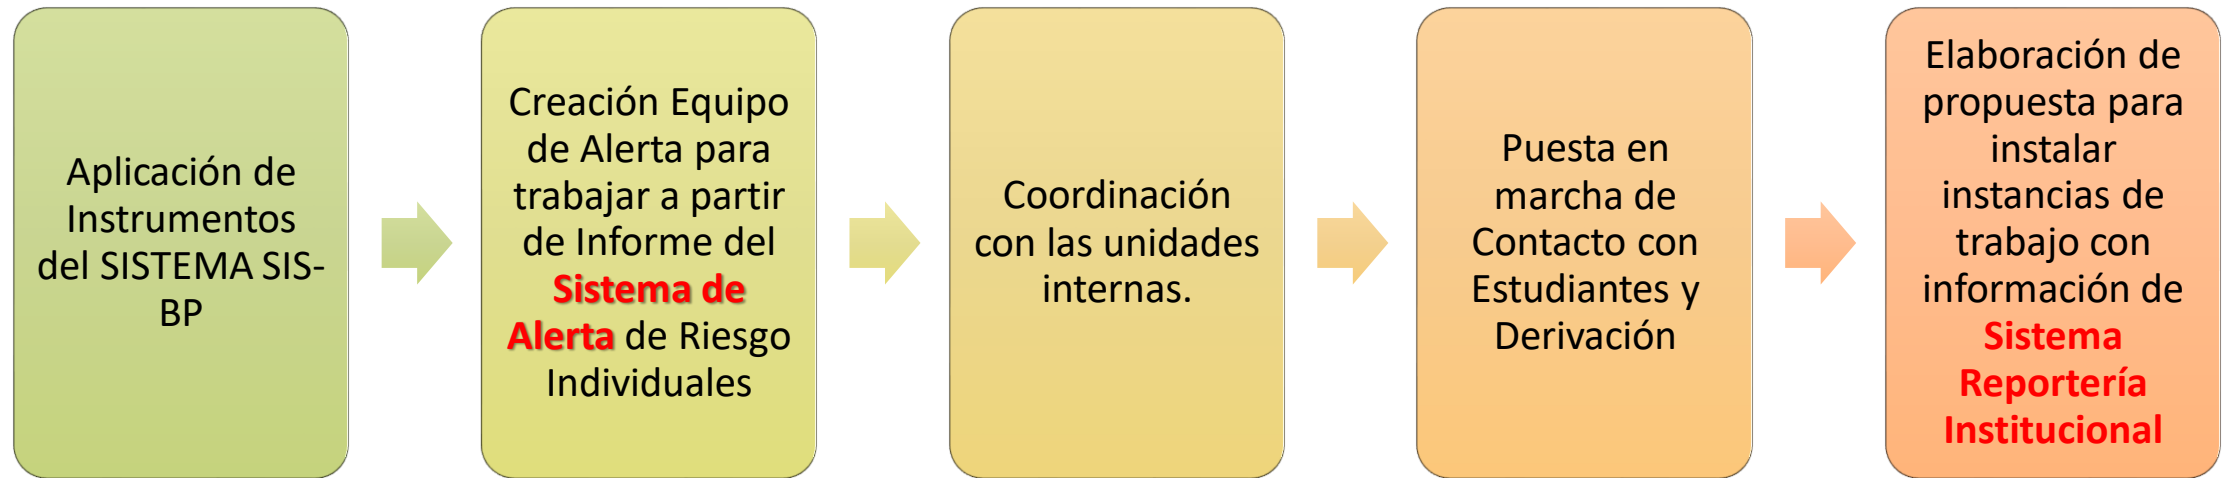 Aplicación de
Instrumentos
del SISTEMA SIS-
BP
Creación Equipo
de Alerta para
trabajar a partir
de Informe del
Sistema de
Alerta de Riesgo
Individuales
Coordinación
con las unidades
internas.
Puesta en
marcha de
Contacto con
Estudiantes y
Derivación
Elaboración de
propuesta para
instalar
instancias de
trabajo con
información de
Sistema
Reportería
Institucional